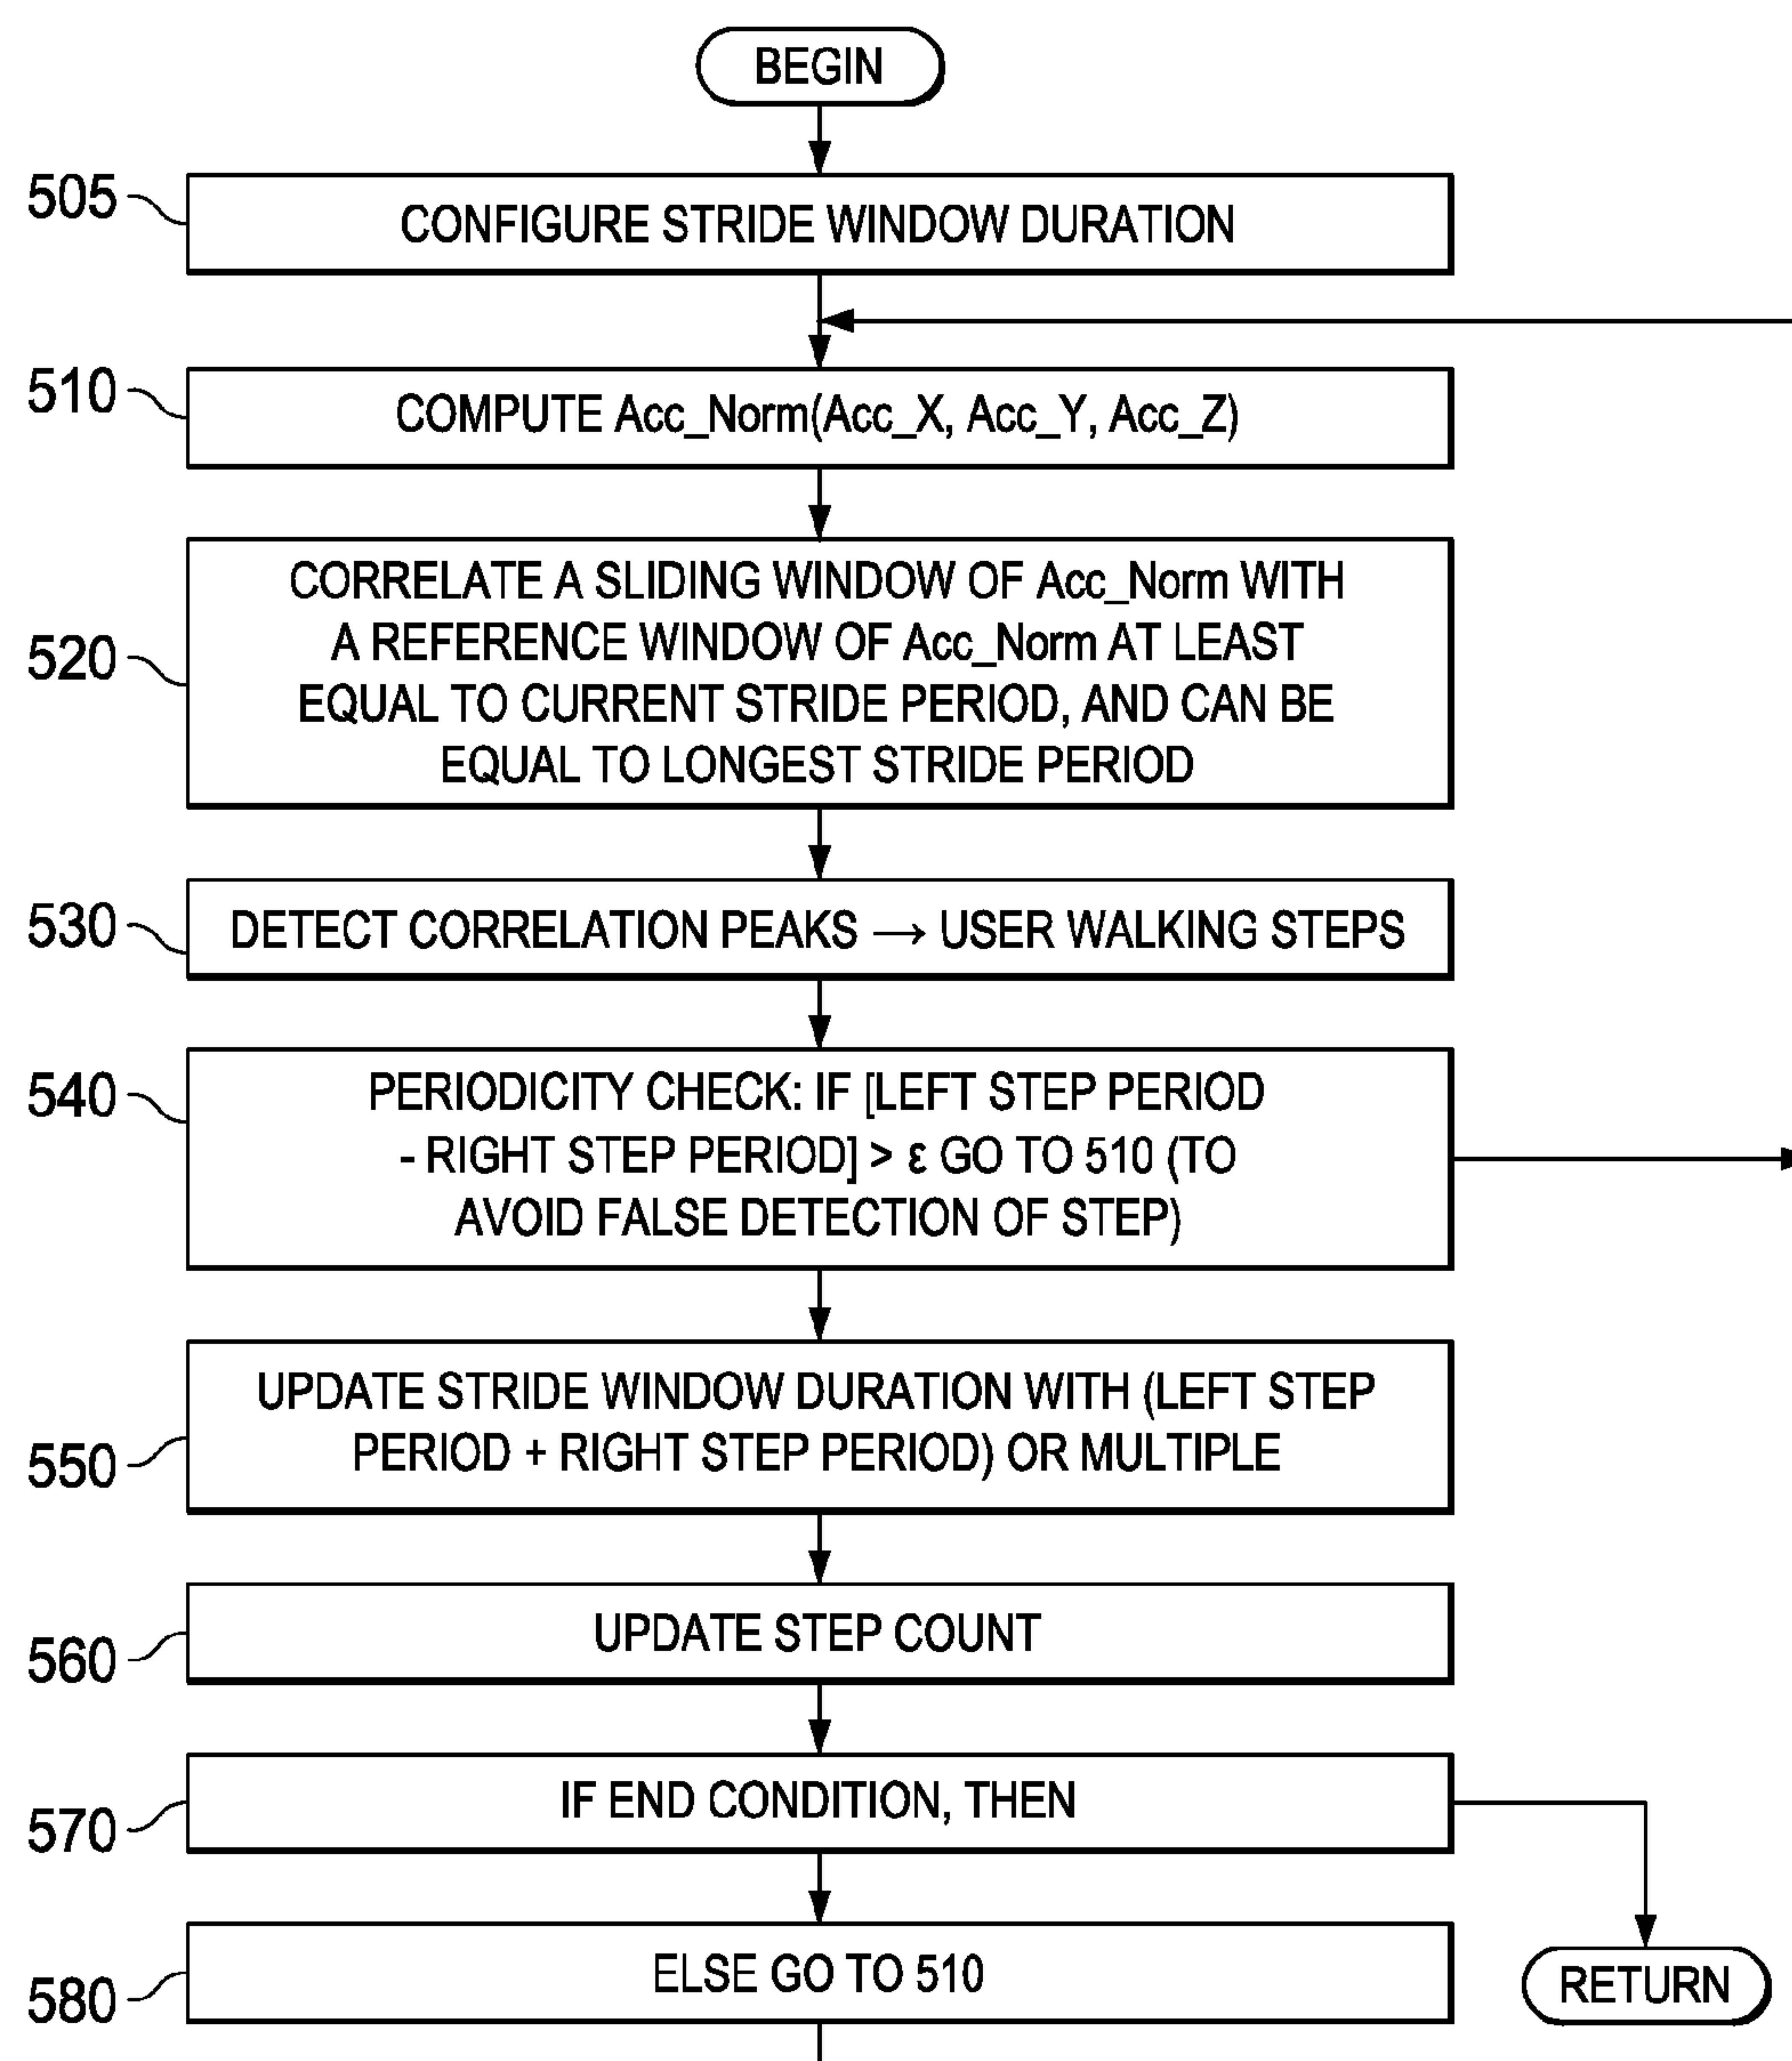 BEGIN
505
CONFIGURE STRIDE WINDOW DURATION
510
COMPUTE Acc_Norm(Acc_X, Acc_Y, Acc_Z)
520
CORRELATE A SLIDING WINDOW OF Acc_Norm WITH
A REFERENCE WINDOW OF Acc_Norm AT LEAST
EQUAL TO CURRENT STRIDE PERIOD, AND CAN BE
EQUAL TO LONGEST STRIDE PERIOD
530
DETECT CORRELATION PEAKS → USER WALKING STEPS
540
PERIODICITY CHECK: IF [LEFT STEP PERIOD
- RIGHT STEP PERIOD] > ε GO TO 510 (TO
AVOID FALSE DETECTION OF STEP)
550
UPDATE STRIDE WINDOW DURATION WITH (LEFT STEP
PERIOD + RIGHT STEP PERIOD) OR MULTIPLE
560
UPDATE STEP COUNT
570
IF END CONDITION, THEN
580
ELSE GO TO 510
RETURN